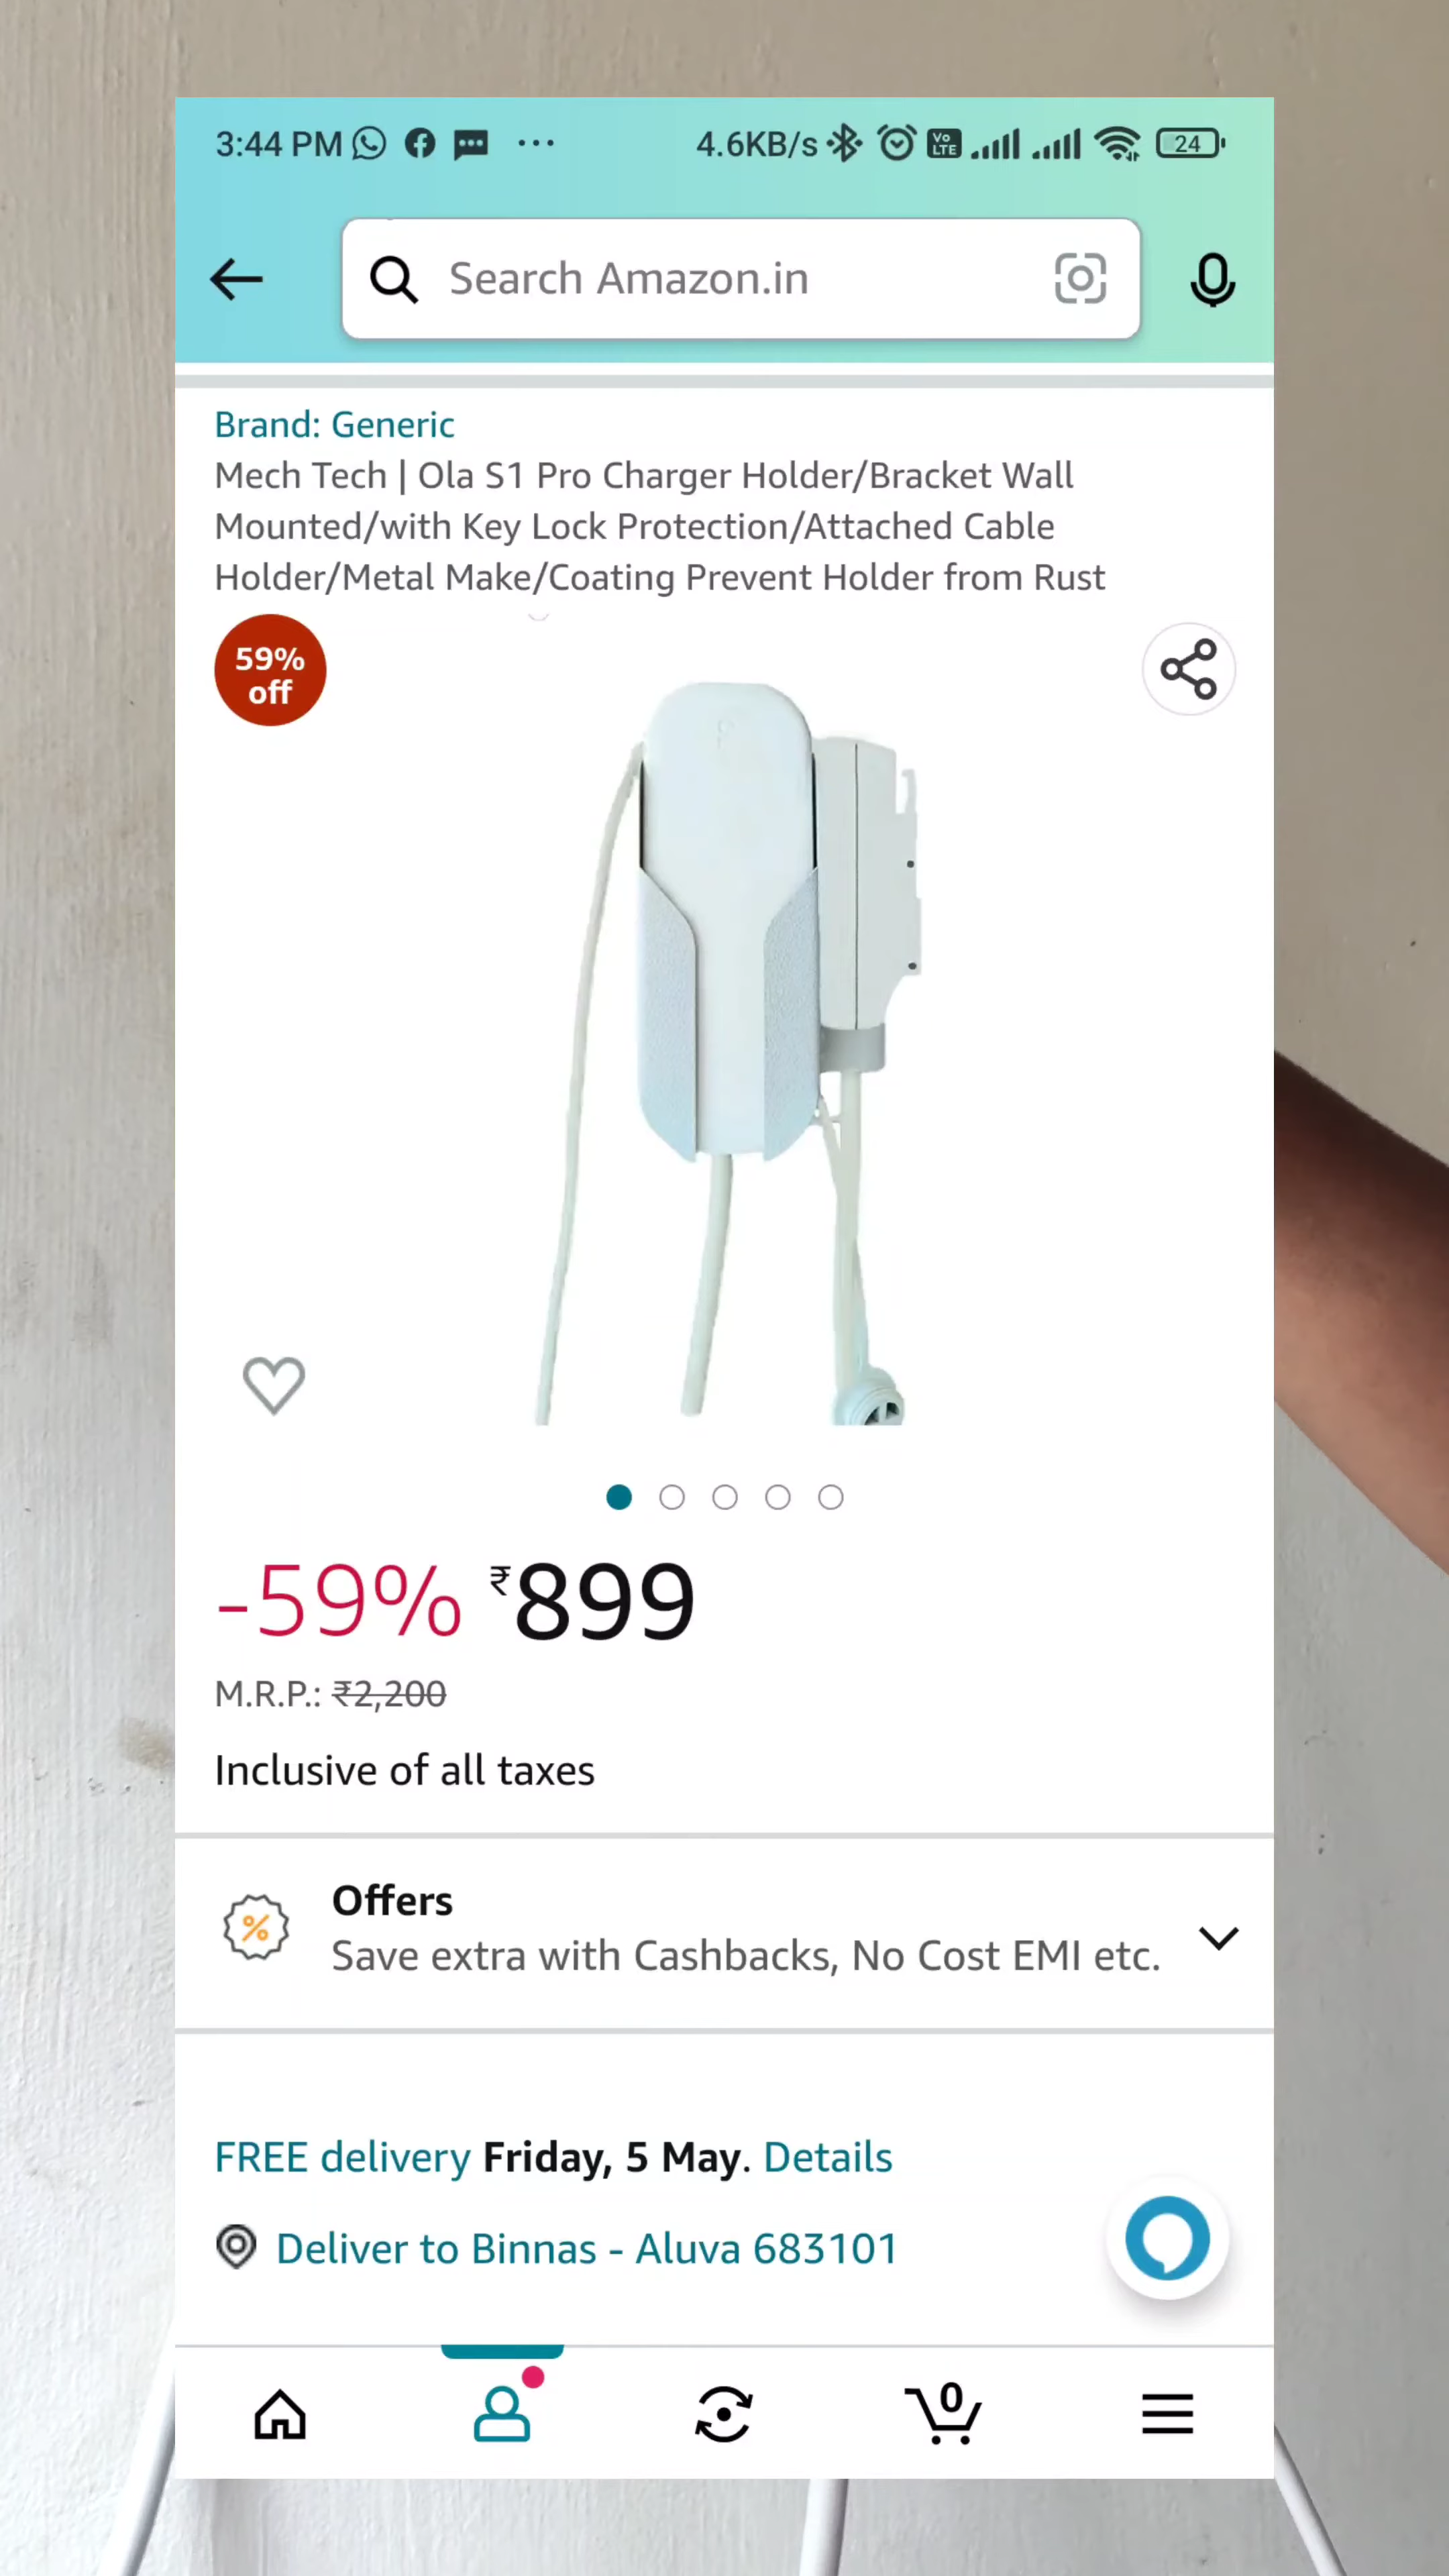 3:44 PM
4.6KB/s
Vo LTE
24
Search Amazon.in
Brand: Generic
Mech Tech | Ola S1 Pro Charger Holder/Bracket Wall
Mounted/with Key Lock Protection/Attached Cable
Holder/Metal Make/Coating Prevent Holder from Rust
59%
off
-59% ₹899
M.R.P.: ₹2,200
Inclusive of all taxes
%
Offers
Save extra with Cashbacks, No Cost EMI etc.
FREE delivery Friday, 5 May. Details
Deliver to Binnas - Aluva 683101
0